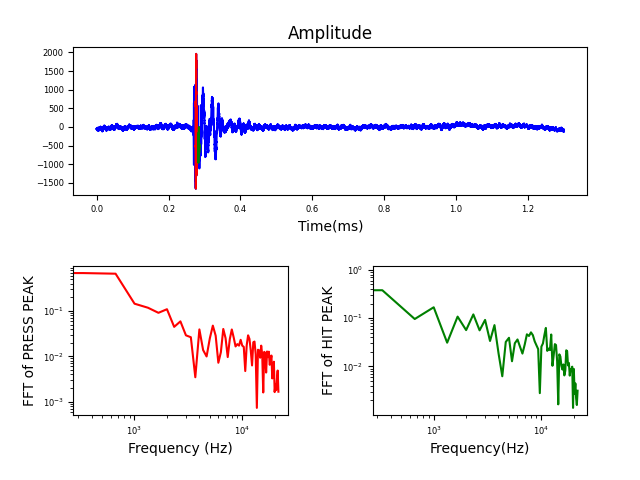 Amplitude
2000
1500
1000
500
0
−500
−1000
−1500
0.0 0.2 0.4 0.6 0.8 1.0 1.2
Time(ms)
FFT of PRESS PEAK
10⁻¹
10⁻²
10⁻³
10³ 10⁴
Frequency (Hz)
FFT of HIT PEAK
10⁰
10⁻¹
10⁻²
10³ 10⁴
Frequency(Hz)